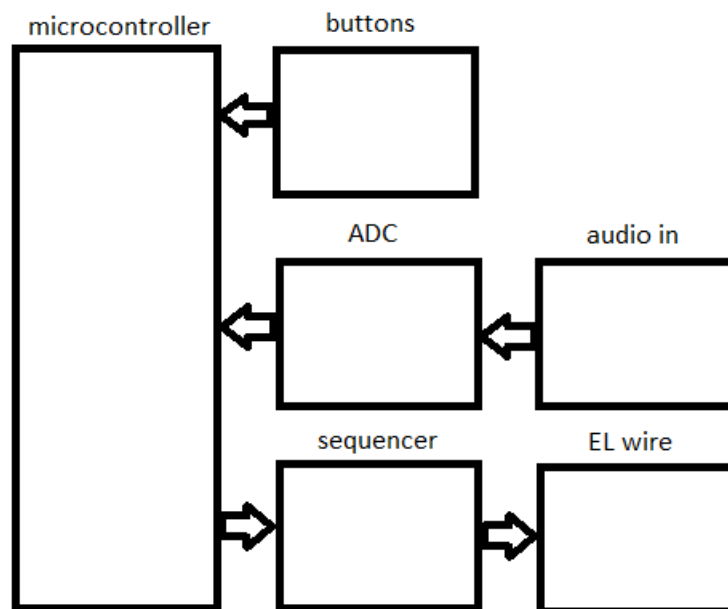 microcontroller
buttons
ADC
audio in
sequencer
EL wire